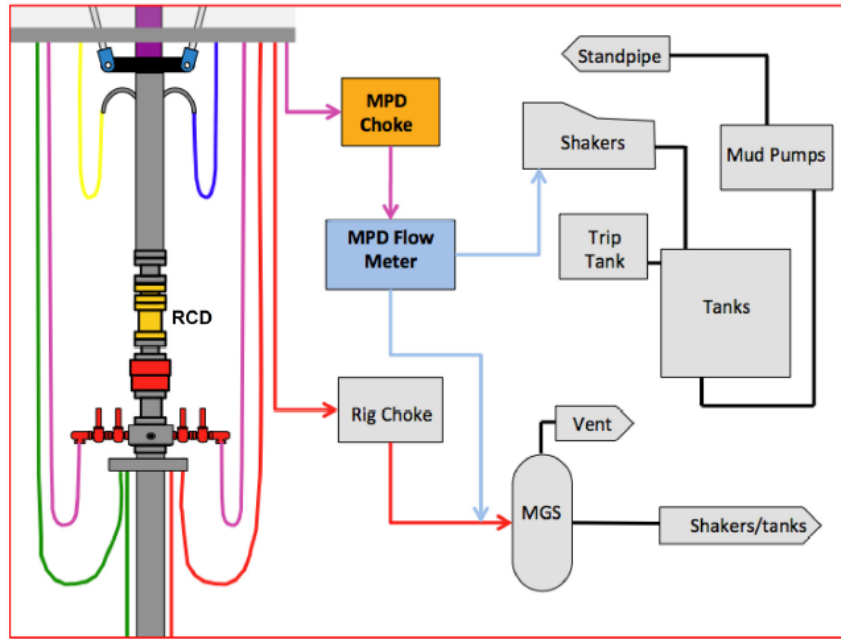 Standpipe
MPD
Choke
Shakers
Mud Pumps
MPD Flow
Meter
Trip
Tank
Tanks
RCD
Rig Choke
Vent
MGS
Shakers/tanks